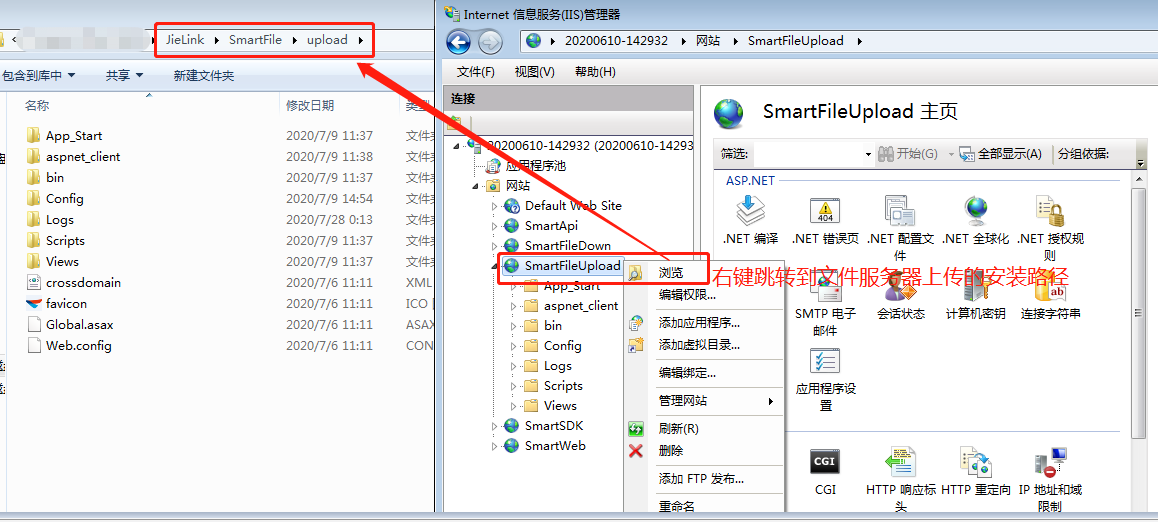 JieLink
SmartFile
upload
包含到库中
共享
新建文件夹
名称
修改日期
类型
App_Start
2020/7/9 11:37
文件夹
aspnet_client
2020/7/9 11:38
文件夹
bin
2020/7/9 11:37
文件夹
Config
2020/7/9 14:54
文件夹
Logs
2020/7/28 0:13
文件夹
Scripts
2020/7/9 11:37
文件夹
Views
2020/7/9 11:37
文件夹
crossdomain
2020/7/6 11:11
XML
favicon
2020/7/6 11:11
ICO
Global.asax
2020/7/6 11:11
ASAX
Web.config
2020/7/6 11:11
CON
Internet 信息服务(IIS)管理器
20200610-142932
网站
SmartFileUpload
文件(F)
视图(V)
帮助(H)
连接
20200610-142932 (20200610-14293
应用程序池
网站
Default Web Site
SmartApi
SmartFileDown
SmartFileUpload
App_Start
aspnet_client
bin
Config
Logs
Scripts
Views
SmartSDK
SmartWeb
浏览
编辑权限...
添加应用程序...
添加虚拟目录...
编辑绑定...
管理网站
刷新(R)
删除
添加 FTP 发布...
重命名
右键跳转到文件服务器上传的安装路径
SmartFileUpload 主页
筛选:
开始(G)
全部显示(A)
分组依据:
ASP.NET
.NET 编译
.NET 错误页
.NET 配置文件
.NET 全球化
.NET 授权规则
SMTP 电子邮件
会话状态
计算机密钥
连接字符串
应用程序设置
CGI
CGI
HTTP 响应标头
HTTP 重定向
IP 地址和域限制
404
ab